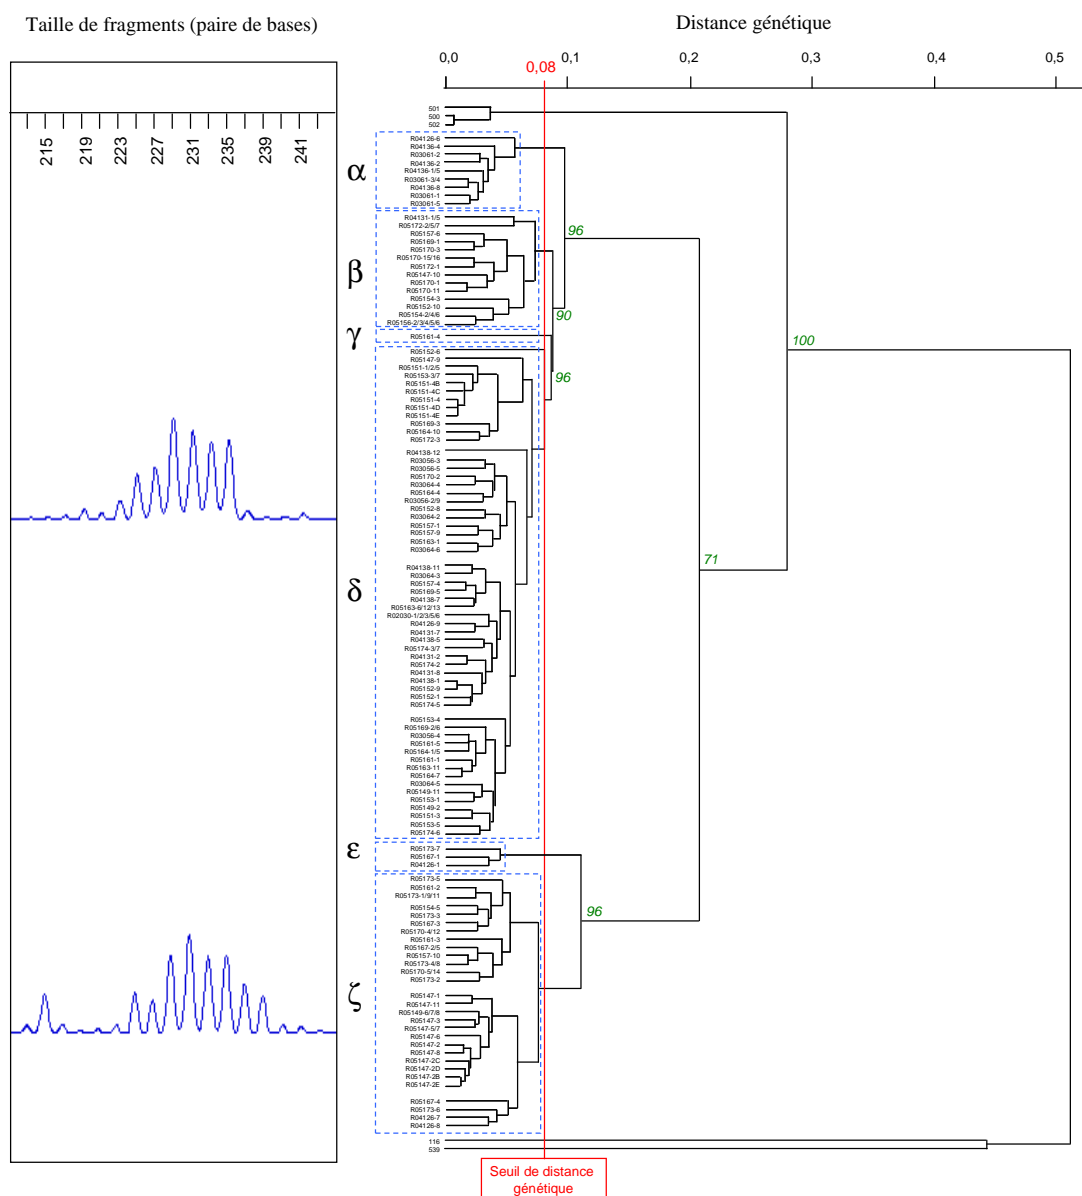 Taille de fragments (paire de bases)
Distance génétique
0,0
0,1
0,2
0,3
0,4
0,5
0,08
215
219
223
227
231
235
239
241
501
500
502
α
R04126-6
R04136-4
R03061-2
R04136-2
R04136-1/5
R03061-3/4
R04136-8
R03061-1
R03061-5
β
R04131-1/5
R05172-2/5/7
R05157-6
R05169-1
R05170-3
R05170-15/16
R05172-1
R05147-10
R05170-1
R05170-11
R05154-3
R05152-10
R05154-2/4/6
R05156-2/3/4/5/6
γ
R05161-4
δ
R05152-6
R05147-9
R05151-1/2/5
R05153-3/7
R05151-4B
R05151-4C
R05151-4
R05151-4D
R05151-4E
R05169-3
R05164-10
R05172-3
R04138-12
R03056-3
R03056-5
R05170-2
R03064-4
R05164-4
R03056-2/9
R05152-8
R03064-2
R05157-1
R05157-9
R05163-1
R03064-6
R04138-11
R03064-3
R05157-4
R05169-5
R04138-7
R05163-6/12/13
R02030-1/2/3/5/6
R04126-9
R04131-7
R04138-5
R05174-3/7
R04131-2
R05174-2
R04131-8
R04138-1
R05152-9
R05152-1
R05174-5
R05153-4
R05169-2/6
R03056-4
R05161-5
R05164-1/5
R05161-1
R05163-11
R05164-7
R03064-5
R05149-11
R05153-1
R05149-2
R05151-3
R05153-5
R05174-6
ε
R05173-7
R05167-1
R04126-1
ζ
R05173-5
R05161-2
R05173-1/9/11
R05154-5
R05173-3
R05167-3
R05170-4/12
R05161-3
R05167-2/5
R05157-10
R05173-4/8
R05170-5/14
R05173-2
R05147-1
R05147-11
R05149-6/7/8
R05147-3
R05147-5/7
R05147-6
R05147-2
R05147-8
R05147-2C
R05147-2D
R05147-2B
R05147-2E
R05167-4
R05173-6
R04126-7
R04126-8
116
539
96
90
96
100
71
96
Seuil de distance
génétique